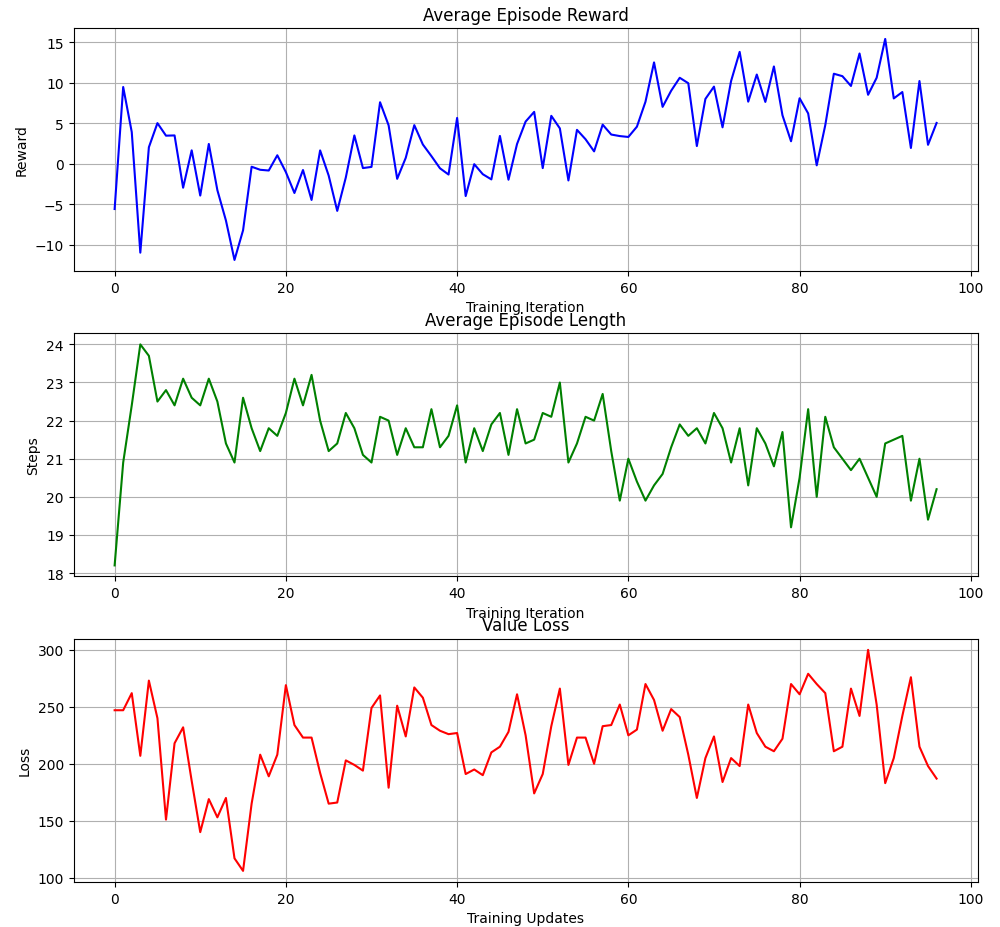 Average Episode Reward
15
10
5
0
−5
−10
Reward
0 20 40 60 80 100
Training Iteration
Average Episode Length
24
23
22
21
20
19
18
Steps
0 20 40 60 80 100
Training Iteration
Value Loss
300
250
200
150
100
Loss
0 20 40 60 80 100
Training Updates